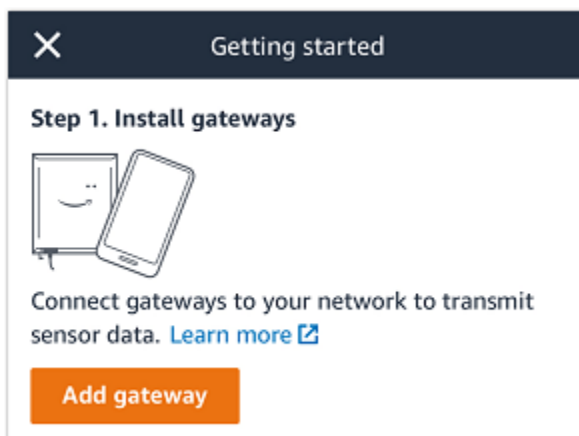 Getting started
Step 1. Install gateways
Connect gateways to your network to transmit
sensor data. Learn more
Add gateway